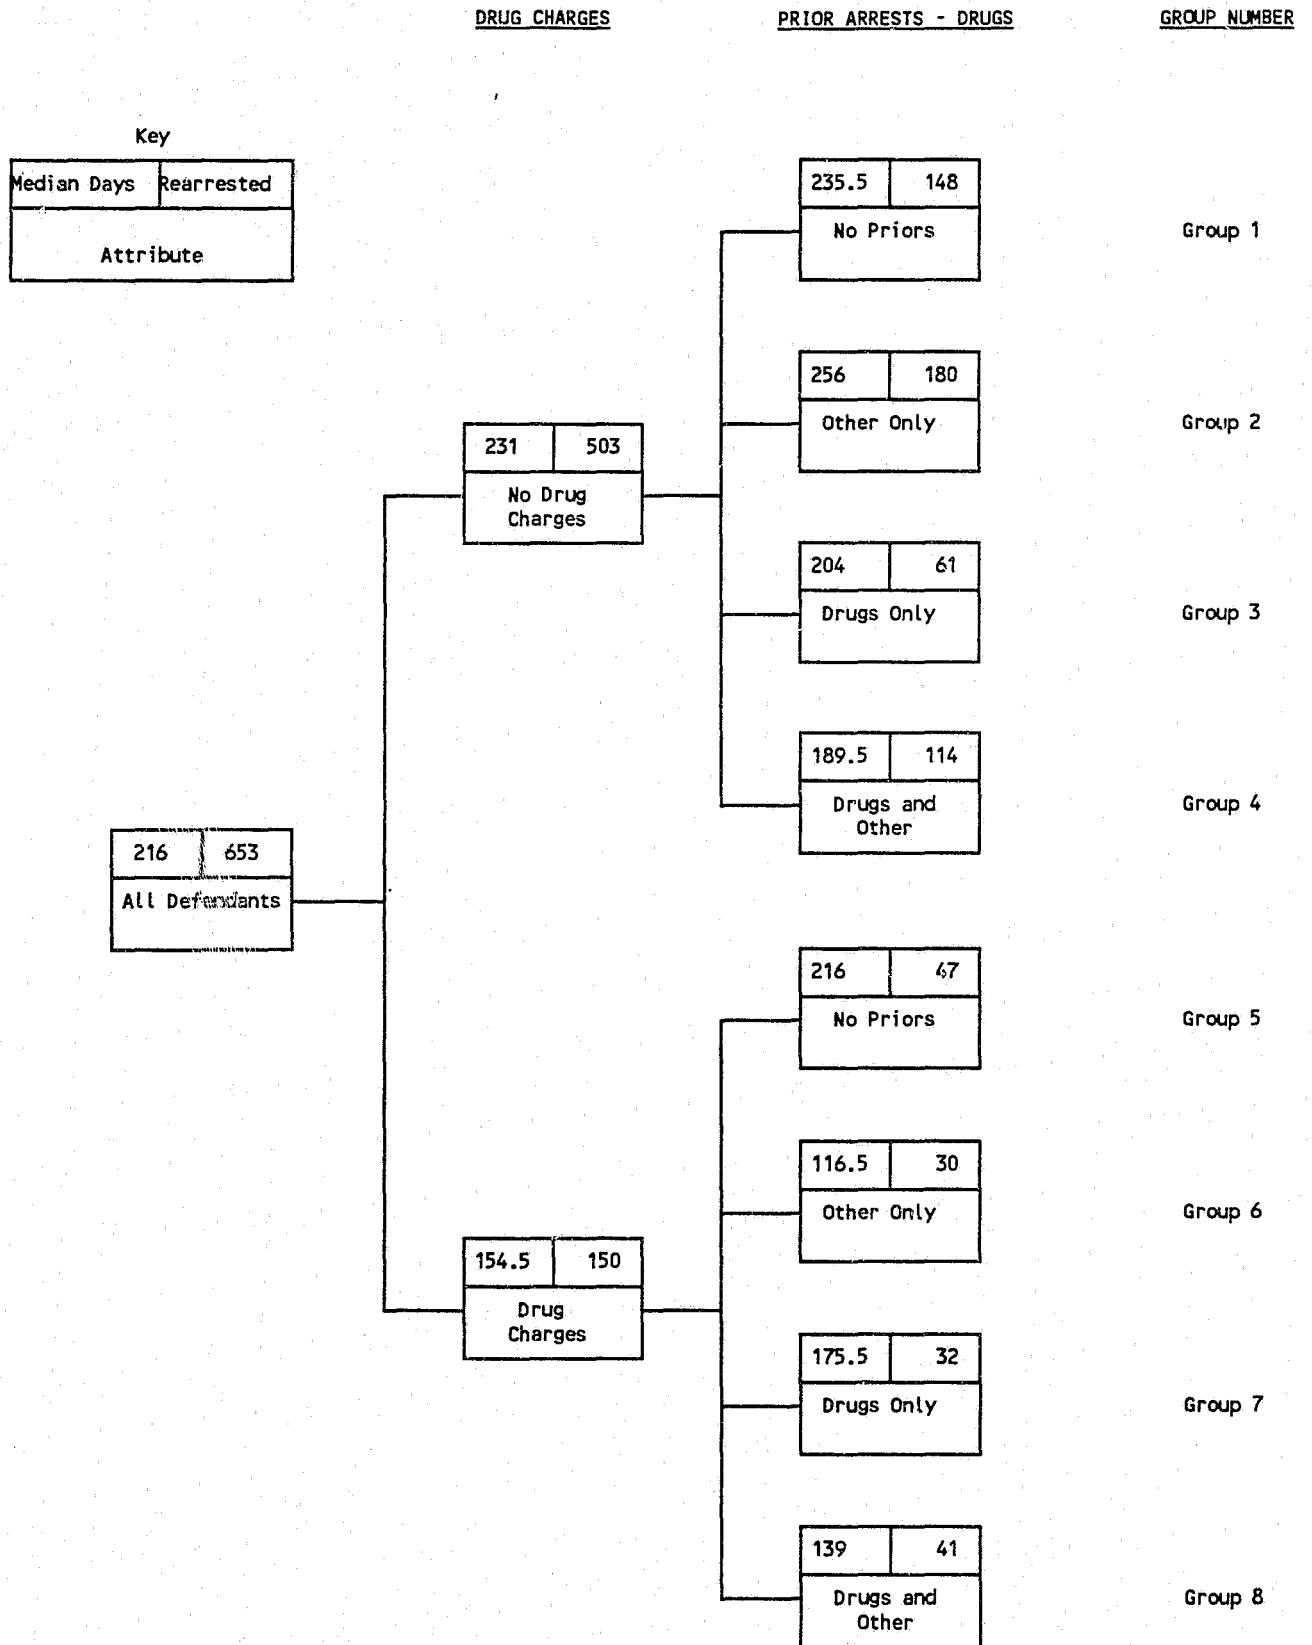 DRUG CHARGES PRIOR ARRESTS - DRUGS GROUP NUMBER
Key
Median Days Rearrested
Attribute
235.5 148
No Priors
Group 1
256 180
Other Only
Group 2
231 503
No Drug
Charges
204 61
Drugs Only
Group 3
189.5 114
Drugs and
Other
Group 4
216 653
All Defendants
216 47
No Priors
Group 5
116.5 30
Other Only
Group 6
154.5 150
Drug
Charges
175.5 32
Drugs Only
Group 7
139 41
Drugs and
Other
Group 8